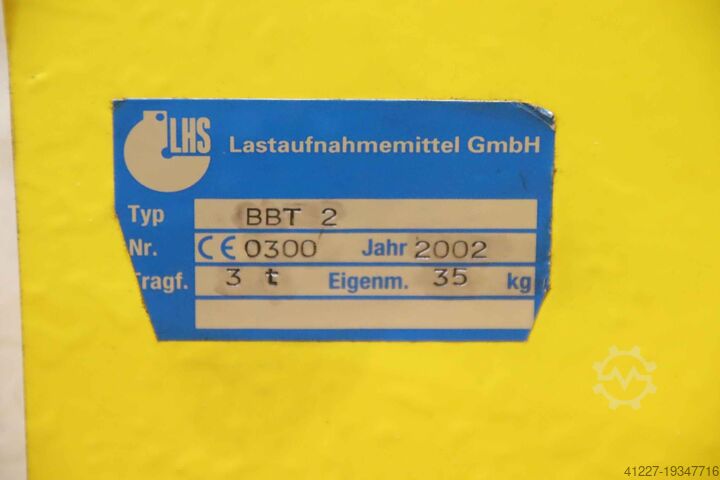 LHS Lastaufnahmemittel GmbH
Typ BBT 2
Nr. CE 0300 Jahr 2002
Tragf. 3 t Eigenm. 35 kg
41227-19347716